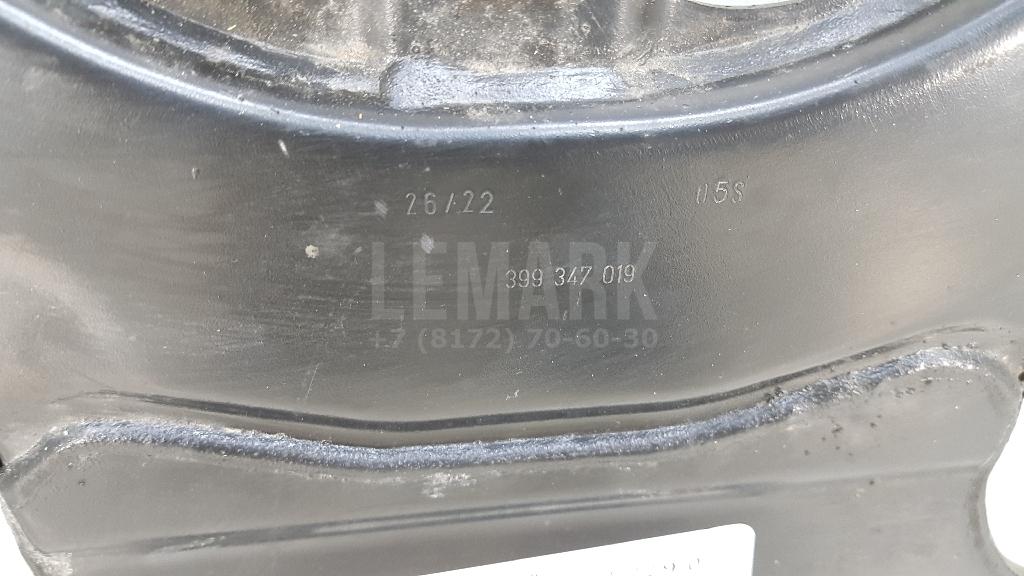 26/22
05S
LEMARK
399 347 019
+7 (8172) 70-60-30